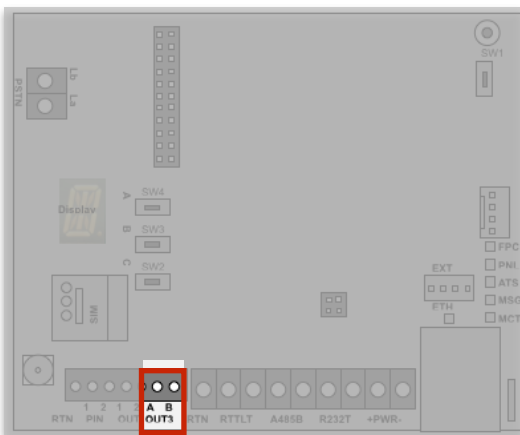 SW1
Lb
La
PSTN
A SW4
Display
B SW3
C SW2
SIM
EXT
ETH
FPC
PNL
ATS
MSG
MCT
1 2 1 2 A B
RTN PIN OUT OUT3 RTN RTTLT A485B R232T +PWR-